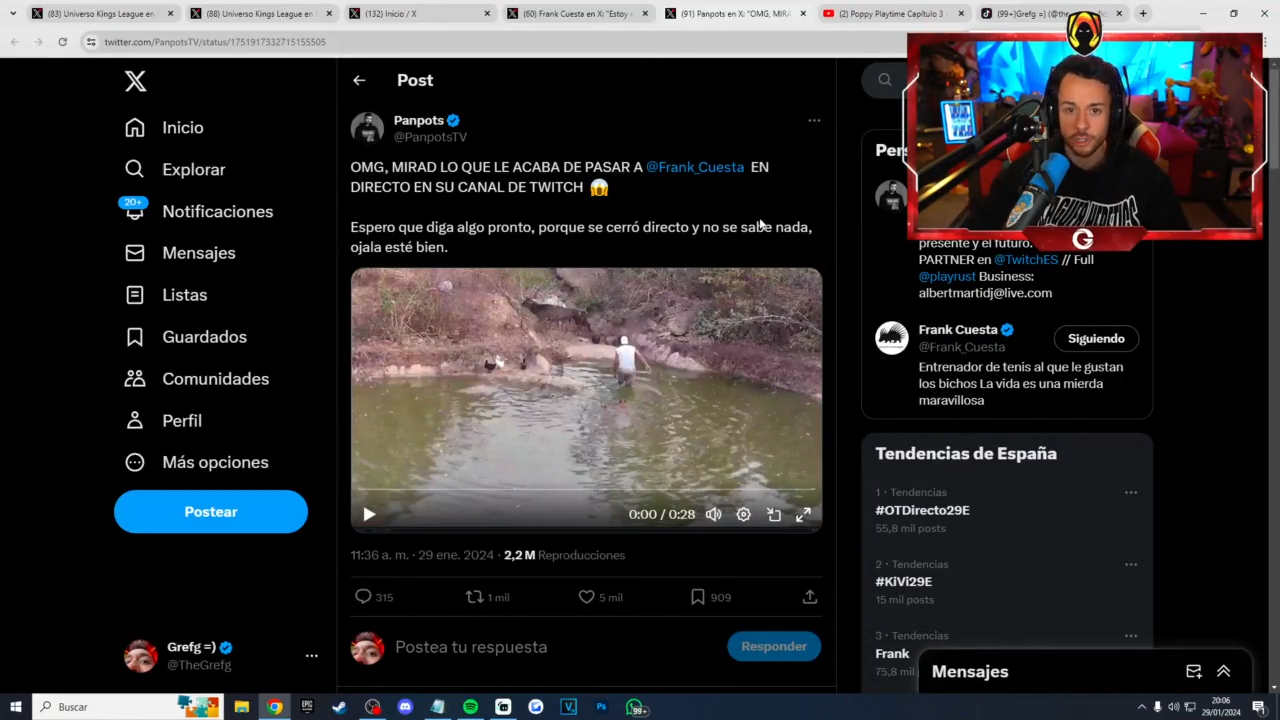 (83) Universo Kings League en
(88) Universo Kings League en
(132) Inicio / X
(60) Frank Cuesta en X: "Estoy e
(91) Panpots en X: "OMG, MIRA
(2) Poppy Playtime Capítulo 3 -
(99+)Grefg =) (@the
twitter.com/PanpotsTV/status/1751917332715155505
Post
Panpots
@PanpotsTV
OMG, MIRAD LO QUE LE ACABA DE PASAR A @Frank_Cuesta EN
DIRECTO EN SU CANAL DE TWITCH
Espero que diga algo pronto, porque se cerró directo y no se sabe nada,
ojala esté bien.
0:00 / 0:28
11:36 a. m. · 29 ene. 2024 · 2,2 M Reproducciones
315
1 mil
5 mil
909
Postea tu respuesta
Responder
Inicio
Explorar
20+
Notificaciones
Mensajes
Listas
Guardados
Comunidades
Perfil
Más opciones
Postear
Grefg =)
@TheGrefg
presente y el futuro.
PARTNER en @TwitchES // Full
@playrust Business:
albertmartidj@live.com
Frank Cuesta
@Frank_Cuesta
Siguiendo
Entrenador de tenis al que le gustan
los bichos La vida es una mierda
maravillosa
Tendencias de España
1 · Tendencias
#OTDirecto29E
55,8 mil posts
2 · Tendencias
#KiVi29E
15 mil posts
3 · Tendencias
Frank
75,8 mil
Mensajes
G
Buscar
EPIC
V
Ps
99+
20:06
29/01/2024